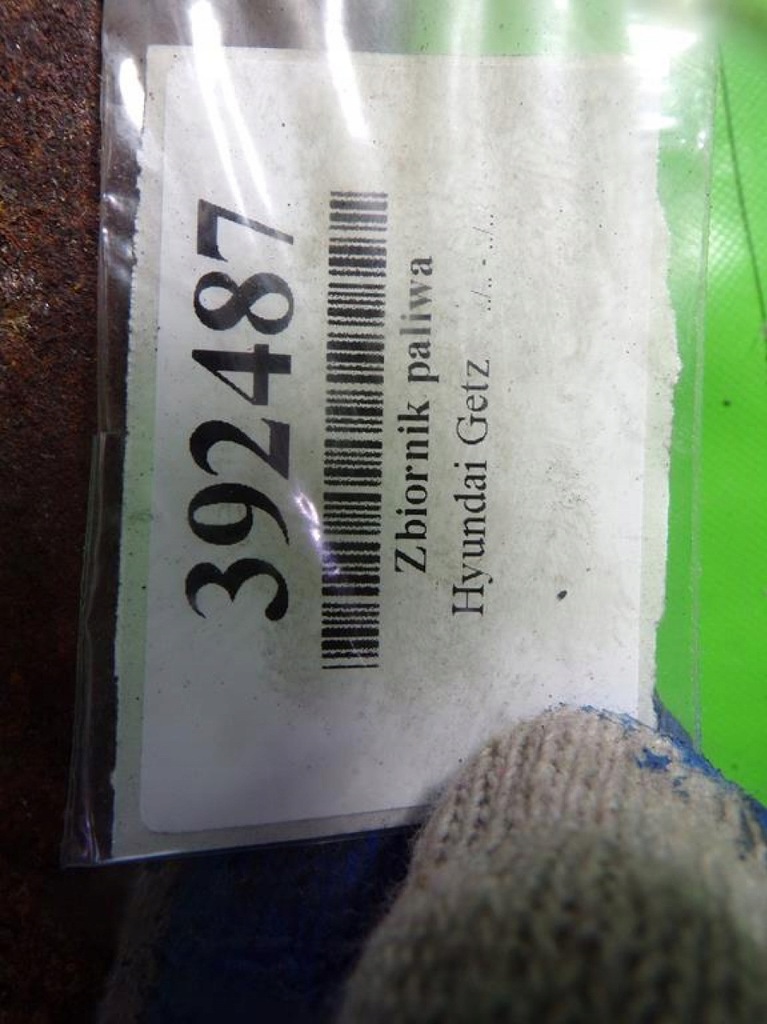 392487
Zbiornik paliwa
Hyundai Getz ../.. - ../..